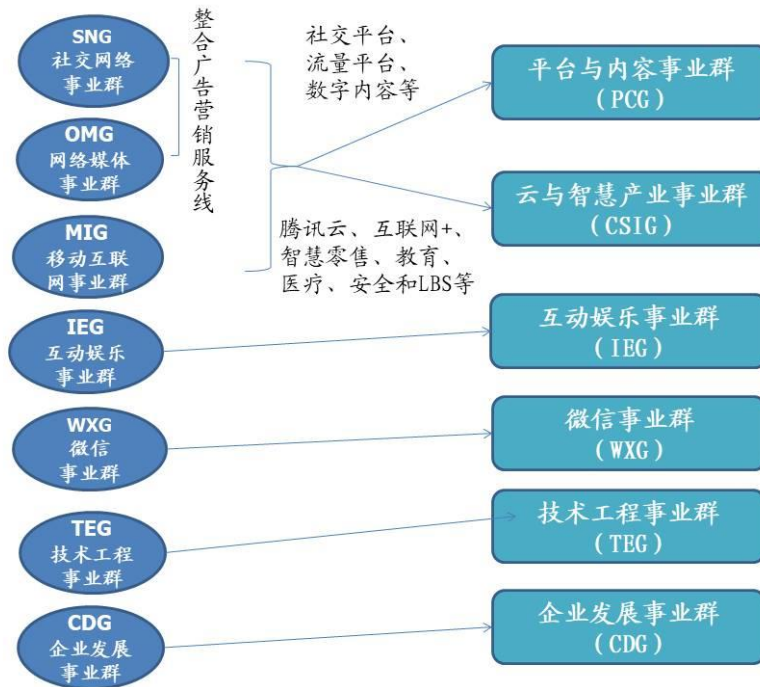 SNG
社交网络
事业群
OMG
网络媒体
事业群
MIG
移动互联
网事业群
IEG
互动娱乐
事业群
WXG
微信
事业群
TEG
技术工程
事业群
CDG
企业发展
事业群
整合广告营销服务线
社交平台、
流量平台、
数字内容等
腾讯云、互联网+、
智慧零售、教育、
医疗、安全和LBS等
平台与内容事业群
(PCG)
云与智慧产业事业群
(CSIG)
互动娱乐事业群
(IEG)
微信事业群
(WXG)
技术工程事业群
(TEG)
企业发展事业群
(CDG)